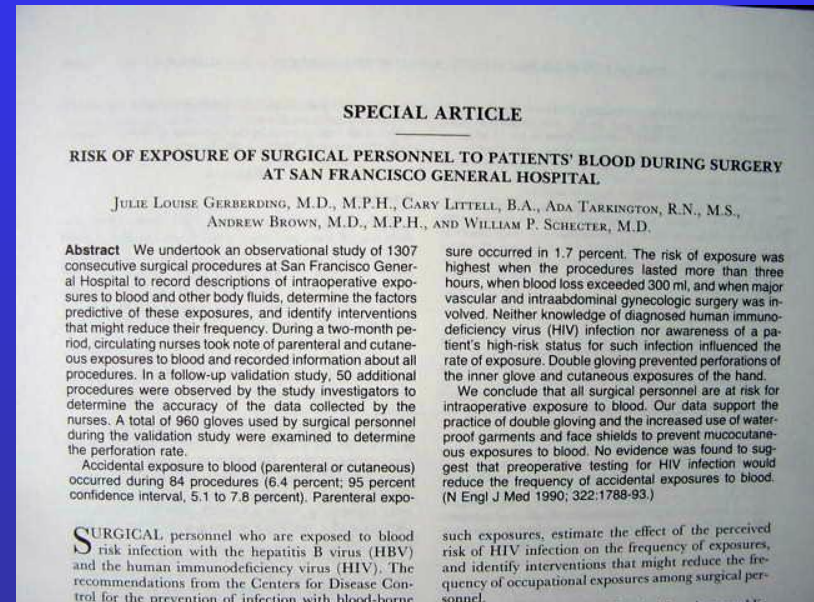 SPECIAL ARTICLE
RISK OF EXPOSURE OF SURGICAL PERSONNEL TO PATIENTS' BLOOD DURING SURGERY
AT SAN FRANCISCO GENERAL HOSPITAL
JULIE LOUISE GERBERDING, M.D., M.P.H., CARY LITTELL, B.A., ADA TARKINGTON, R.N., M.S.,
ANDREW BROWN, M.D., M.P.H., AND WILLIAM P. SCHECTER, M.D.
Abstract We undertook an observational study of 1307
consecutive surgical procedures at San Francisco Gener-
al Hospital to record descriptions of intraoperative expo-
sures to blood and other body fluids, determine the factors
predictive of these exposures, and identify interventions
that might reduce their frequency. During a two-month pe-
riod, circulating nurses took note of parenteral and cutane-
ous exposures to blood and recorded information about all
procedures. In a follow-up validation study, 50 additional
procedures were observed by the study investigators to
determine the accuracy of the data collected by the
nurses. A total of 960 gloves used by surgical personnel
during the validation study were examined to determine
the perforation rate.
Accidental exposure to blood (parenteral or cutaneous)
occurred during 84 procedures (6.4 percent; 95 percent
confidence interval, 5.1 to 7.8 percent). Parenteral expo-
sure occurred in 1.7 percent. The risk of exposure was
highest when the procedures lasted more than three
hours, when blood loss exceeded 300 ml, and when major
vascular and intraabdominal gynecologic surgery was in-
volved. Neither knowledge of diagnosed human immuno-
deficiency virus (HIV) infection nor awareness of a pa-
tient's high-risk status for such infection influenced the
rate of exposure. Double gloving prevented perforations of
the inner glove and cutaneous exposures of the hand.
We conclude that all surgical personnel are at risk for
intraoperative exposure to blood. Our data support the
practice of double gloving and the increased use of water-
proof garments and face shields to prevent mucocutane-
ous exposures to blood. No evidence was found to sug-
gest that preoperative testing for HIV infection would
reduce the frequency of accidental exposures to blood.
(N Engl J Med 1990; 322:1788-93.)
SURGICAL personnel who are exposed to blood
risk infection with the hepatitis B virus (HBV)
and the human immunodeficiency virus (HIV). The
recommendations from the Centers for Disease Con-
trol for the prevention of infection with blood-borne
such exposures, estimate the effect of the perceived
risk of HIV infection on the frequency of exposures,
and identify interventions that might reduce the fre-
quency of occupational exposures among surgical per-
sonnel.